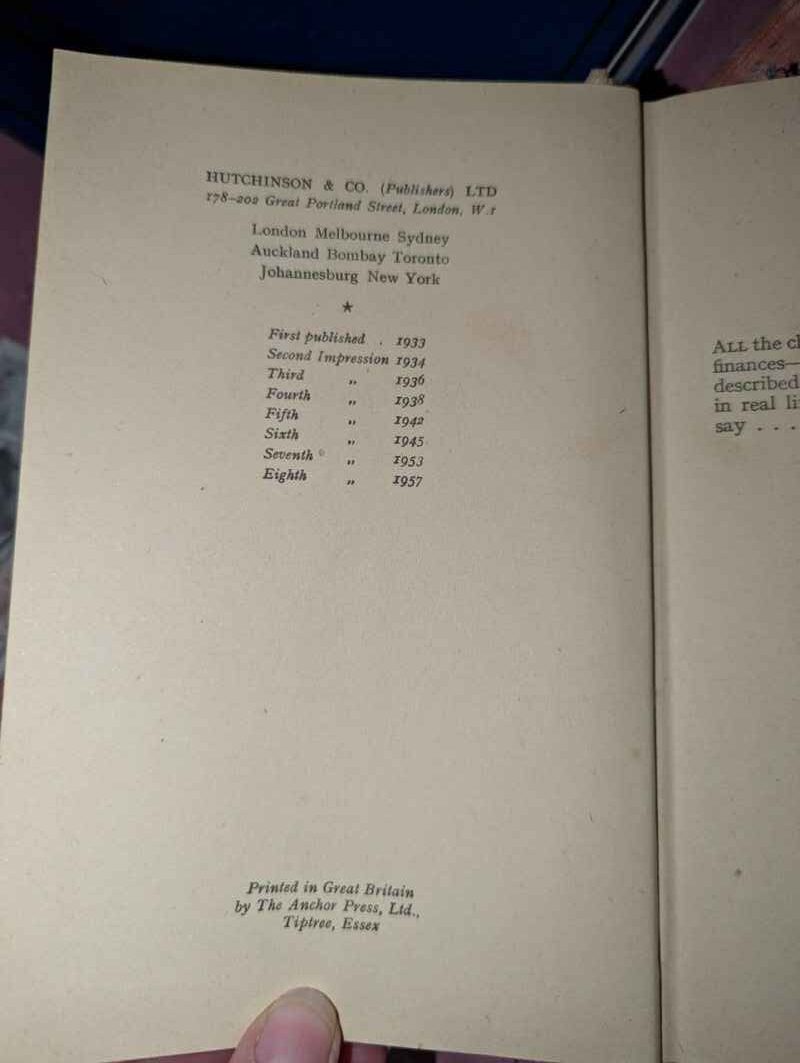 HUTCHINSON & CO. (Publishers) LTD
178–202 Great Portland Street, London, W.1
London Melbourne Sydney
Auckland Bombay Toronto
Johannesburg New York
★
First published . 1933
Second Impression 1934
Third „ 1936
Fourth „ 1938
Fifth „ 1942
Sixth „ 1945
Seventh „ 1953
Eighth „ 1957
Printed in Great Britain
by The Anchor Press, Ltd.,
Tiptree, Essex
ALL the
finances—
described
in real
say . . .